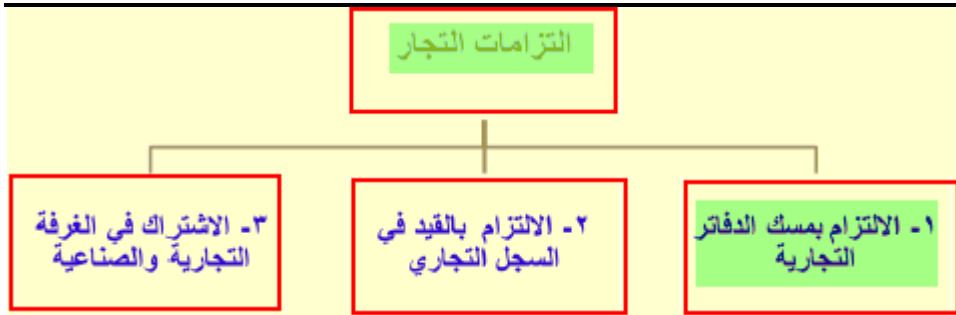 التزامات التجار
١- الالتزام بمسك الدفاتر
التجارية
٢- الالتزام بالقيد في
السجل التجاري
٣- الاشتراك في الغرفة
التجارية والصناعية